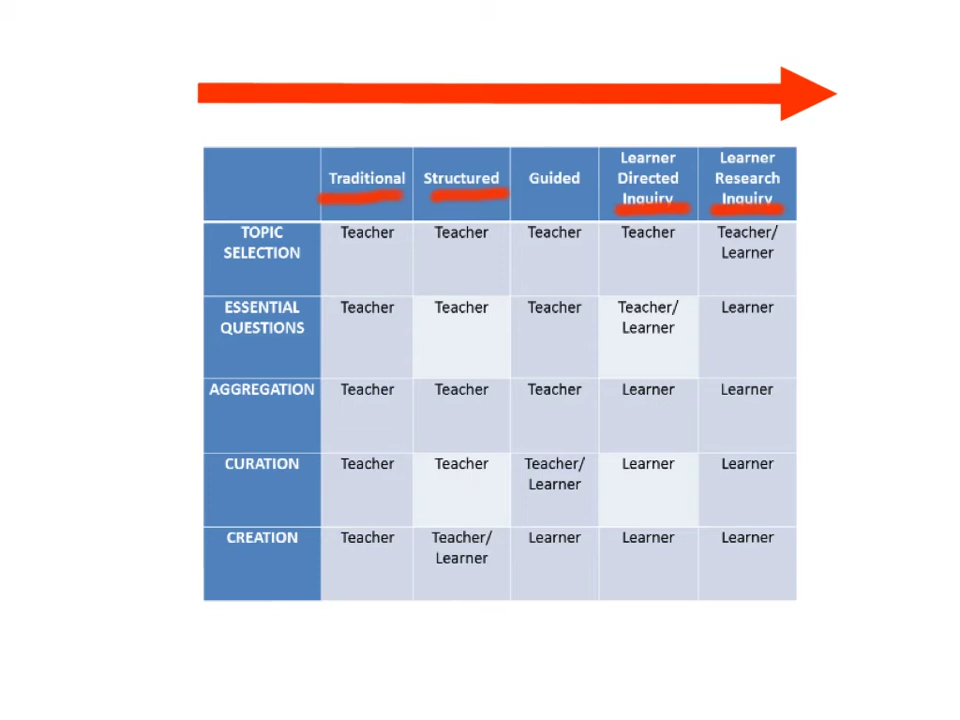 Traditional Structured Guided Learner Directed Inquiry Learner Research Inquiry
TOPIC SELECTION Teacher Teacher Teacher Teacher Teacher/ Learner
ESSENTIAL QUESTIONS Teacher Teacher Teacher Teacher/ Learner Learner
AGGREGATION Teacher Teacher Teacher Learner Learner
CURATION Teacher Teacher Teacher/ Learner Learner Learner
CREATION Teacher Teacher/ Learner Learner Learner Learner